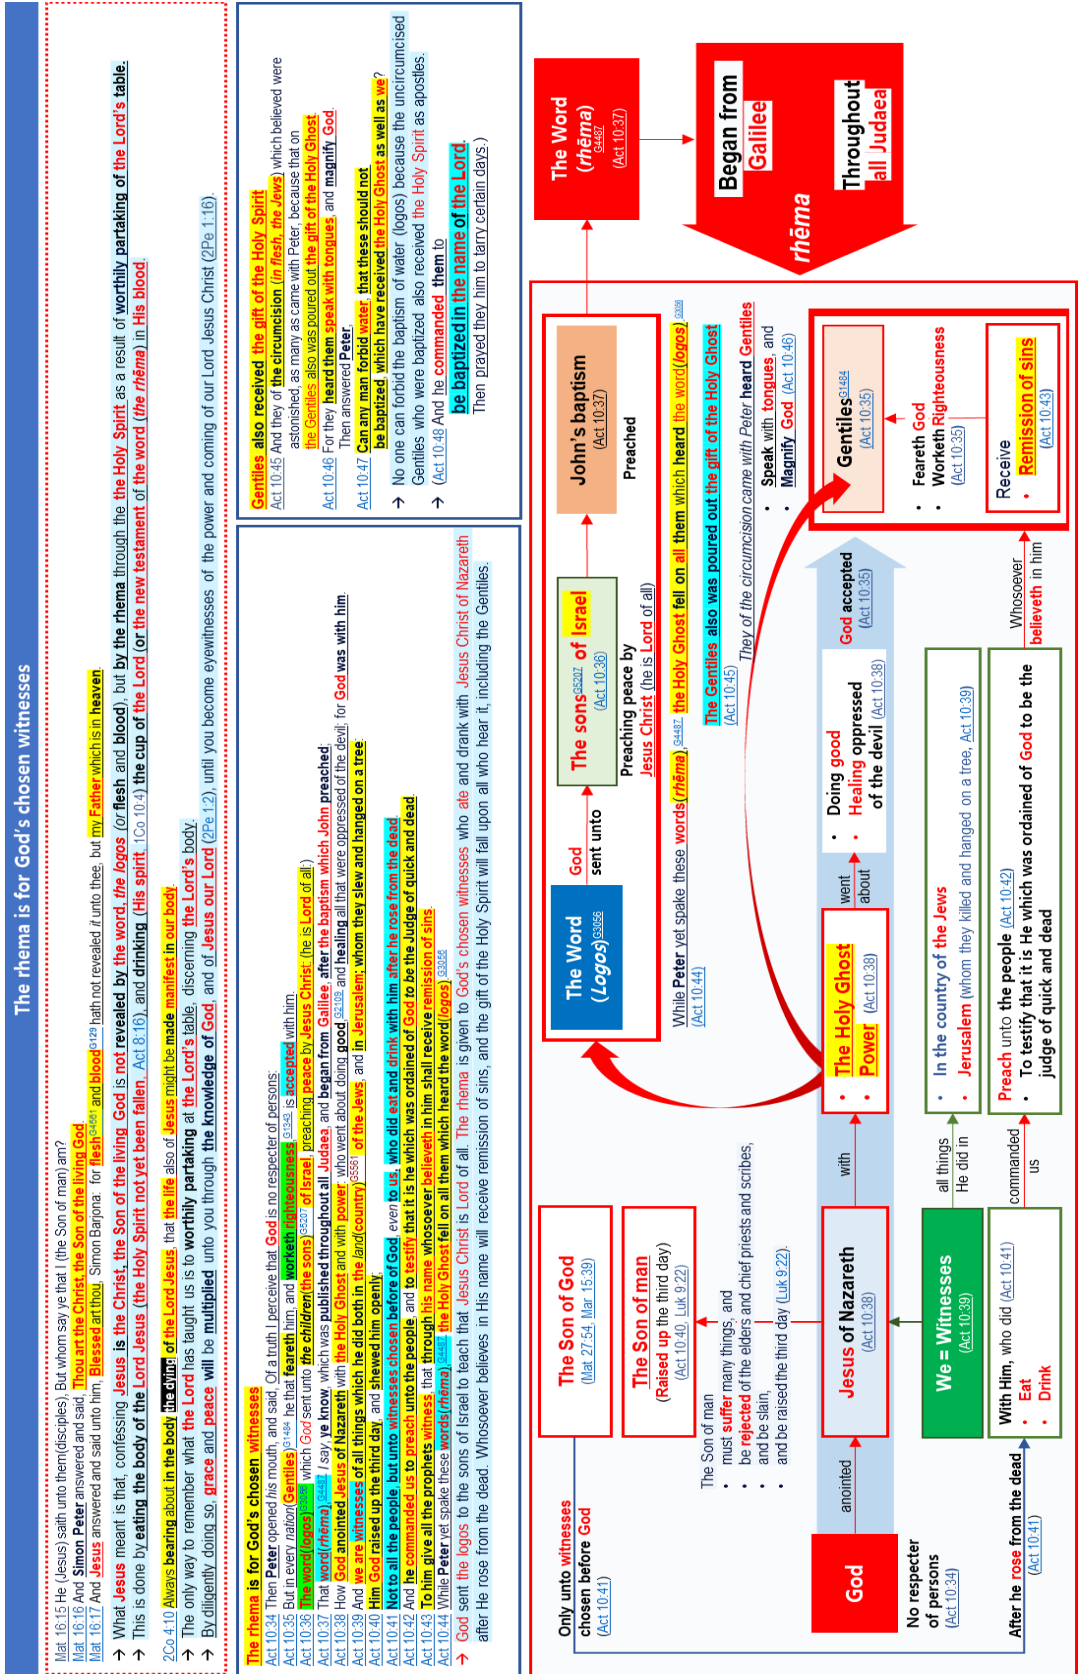 The rhema is for God's chosen witnesses
Mat 16:15 He (Jesus) saith unto them(disciples), But whom say ye that I (the Son of man) am?
Mat 16:16 And Simon Peter answered and said, Thou art the Christ, the Son of the living God.
Mat 16:17 And Jesus answered and said unto him, Blessed art thou, Simon Barjona: for flesh G4561 and blood G129 hath not revealed it unto thee, but my Father which is in heaven.
→ What Jesus meant is that, confessing Jesus is the Christ, the Son of the living God is not revealed by the word, the logos (or flesh and blood), but by the rhema through the Holy Spirit as a result of worthily partaking of the Lord's table.
→ This is done by eating the body of the Lord Jesus (the Holy Spirit not yet been fallen, Act 8:16), and drinking (His spirit, 1Co 10:4) the cup of the Lord (or the new testament of the word (the rhema) in His blood.
2Co 4:10 Always bearing about in the body the dying of the Lord Jesus, that the life also of Jesus might be made manifest in our body.
→ The only way to remember what the Lord has taught us is to worthily partaking at the Lord's table, discerning the Lord's body.
→ By diligently doing so, grace and peace will be multiplied unto you through the knowledge of God, and of Jesus our Lord (2Pe 1:2), until you become eyewitnesses of the power and coming of our Lord Jesus Christ (2Pe 1:16).
The rhema is for God's chosen witnesses
Act 10:34 Then Peter opened his mouth, and said, Of a truth I perceive that God is no respecter of persons:
Act 10:35 But in every nation(Gentiles) G1484 he that feareth him, and worketh righteousness, G1343 is accepted with him.
Act 10:36 The word(logos) G3056 which God sent unto the children(the sons) G5207 of Israel, preaching peace by Jesus Christ: (he is Lord of all:)
Act 10:37 That word(rhēma), G4487 I say, ye know, which was published throughout all Judaea, and began from Galilee, after the baptism which John preached;
Act 10:38 How God anointed Jesus of Nazareth with the Holy Ghost and with power: who went about doing good, G2109 and healing all that were oppressed of the devil; for God was with him.
Act 10:39 And we are witnesses of all things which he did both in the land(country) G5561 of the Jews, and in Jerusalem; whom they slew and hanged on a tree:
Act 10:40 Him God raised up the third day, and shewed him openly;
Act 10:41 Not to all the people, but unto witnesses chosen before of God, even to us, who did eat and drink with him after he rose from the dead.
Act 10:42 And he commanded us to preach unto the people, and to testify that it is he which was ordained of God to be the Judge of quick and dead.
Act 10:43 To him give all the prophets witness, that through his name whosoever believeth in him shall receive remission of sins.
Act 10:44 While Peter yet spake these words(rhēma), G4487 the Holy Ghost fell on all them which heard the word(logos). G3056
→ God sent the logos to the sons of Israel to teach that Jesus Christ is Lord of all. The rhema is given to God's chosen witnesses who ate and drank with Jesus Christ of Nazareth
after He rose from the dead. Whosoever believes in His name will receive remission of sins, and the gift of the Holy Spirit will fall upon all who hear it, including the Gentiles.
Gentiles also received the gift of the Holy Spirit
Act 10:45 And they of the circumcision (in flesh, the Jews) which believed were
astonished, as many as came with Peter, because that on
the Gentiles also was poured out the gift of the Holy Ghost.
Act 10:46 For they heard them speak with tongues, and magnify God.
Then answered Peter,
Act 10:47 Can any man forbid water, that these should not
be baptized, which have received the Holy Ghost as well as we?
→ No one can forbid the baptism of water (logos) because the uncircumcised
Gentiles who were baptized also received the Holy Spirit as apostles.
→ (Act 10:48 And he commanded them to
be baptized in the name of the Lord.
Then prayed they him to tarry certain days.)
Only unto witnesses
chosen before God
(Act 10:41)
The Son of God
(Mat 27:54, Mar 15:39)
The Son of man
(Raised up the third day)
(Act 10:40, Luk 9:22)
The Son of man
• must suffer many things, and
• be rejected of the elders and chief priests and scribes,
• and be slain,
• and be raised the third day (Luk 9:22).
The Word
(Logos)G3056
God
sent unto
The sonsG5207 of Israel
(Act 10:36)
Preaching peace by
Jesus Christ (he is Lord of all)
John's baptism
(Act 10:37)
Preached
The Word
(rhēma)
G4487
(Act 10:37)
rhēma
Began from
Galilee
Throughout
all Judaea
While Peter yet spake these words(rhēma), G4487 the Holy Ghost fell on all them which heard the word(logos). G3056
(Act 10:44)
The Gentiles also was poured out the gift of the Holy Ghost
(Act 10:45)
They of the circumcision came with Peter heard Gentiles
• Speak with tongues, and
• Magnify God (Act 10:46)
God
No respecter
of persons
(Act 10:34)
anointed
Jesus of Nazareth
(Act 10:38)
with
• The Holy Ghost
• Power (Act 10:38)
went
about
• Doing good
• Healing oppressed
of the devil (Act 10:38)
God accepted
(Act 10:35)
GentilesG1484
(Act 10:35)
• Feareth God
• Worketh Righteousness
(Act 10:35)
Receive
• Remission of sins
(Act 10:43)
We = Witnesses
(Act 10:39)
all things
He did in
• In the country of the Jews
• Jerusalem (whom they killed and hanged on a tree, Act 10:39)
After he rose from the dead
(Act 10:41)
With Him, who did (Act 10:41)
• Eat
• Drink
commanded
us
Preach unto the people (Act 10:42)
• To testify that it is He which was ordained of God to be the
judge of quick and dead
Whosoever
believeth in him